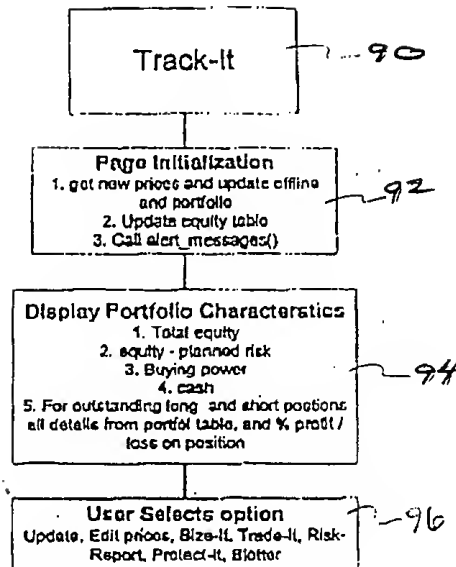 Track-It
90
Page Initialization
1. get new prices and update offline
and portfolio
2. Update equity table
3. Call alert_messages()
92
Display Portfolio Characterstics
1. Total equity
2. equity - planned risk
3. Buying power
4. cash
5. For outstanding long and short postions
all details from portfol table, and % profit /
loss on position
94
User Selects option
Update, Edit prices, Size-It, Trade-It, Risk-
Report, Protect-It, Blotter
96